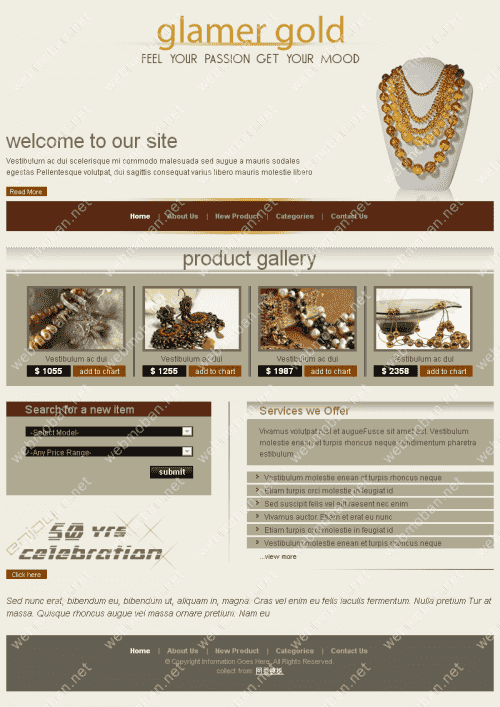 glamer gold
FEEL YOUR PASSION GET YOUR MOOD
welcome to our site
Vestibulum ac dui scelerisque mi commodo malesuada sed augue a mauris sodales
egestas Pellentesque volutpat, dui sagittis consequat varius libero mauris molestie libero
Read More
Home | About Us | New Product | Categories | Contact Us
product gallery
Vestibulum ac dui
$ 1055 add to chart
Vestibulum ac dui
$ 1255 add to chart
Vestibulum ac dui
$ 1987 add to chart
Vestibulum ac dui
$ 2358 add to chart
Search for a new item
-Select Model-
-Any Price Range-
submit
enjoy
50 yrs
celebration
Click here
Services we Offer
Vivamus volutpat nisl et augueFusce sit amet est. Vestibulum
molestie enean et turpis rhoncus neque condimentum pharetra
estibulum
Vestibulum molestie enean et turpis rhoncus neque
Etiam turpis orci molestie in feugiat id
Sed suscipit felis vel est raesent nec enim
Vivamus auctor. Etiam et erat eu nunc
Etiam turpis orci molestie in feugiat id
Vestibulum molestie enean et turpis rhoncus neque
...view more
Sed nunc erat, bibendum eu, bibendum ut, aliquam in, magna. Cras vel enim eu felis iaculis fermentum. Nulla pretium Tur at
massa. Quisque rhoncus augue vel massa ornare pretium. Nam eu
Home | About Us | New Product | Categories | Contact Us
© Copyright Information Goes Here. All Rights Reserved.
collect from
webmoban.net